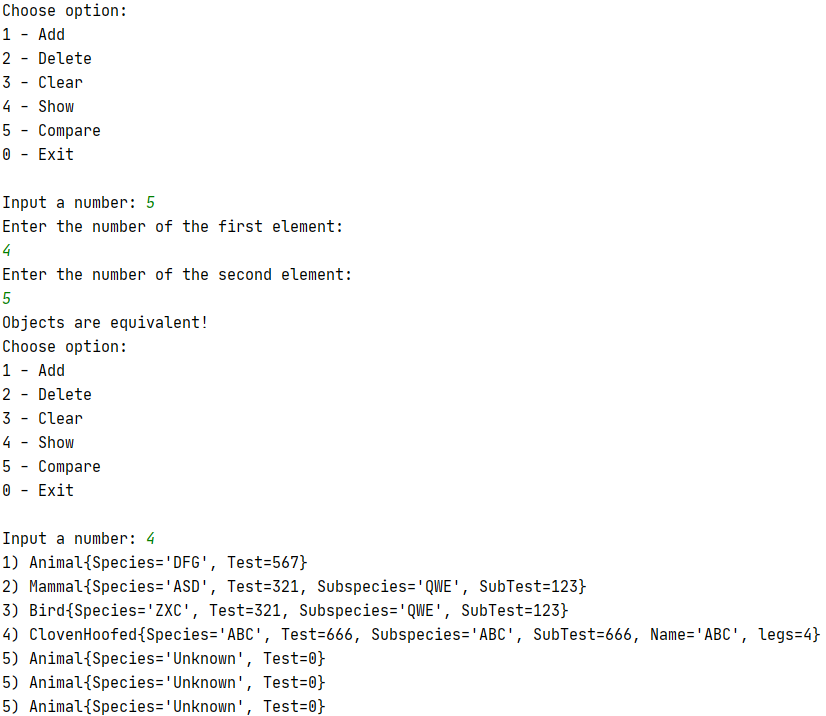 Choose option:
1 - Add
2 - Delete
3 - Clear
4 - Show
5 - Compare
0 - Exit
Input a number: 5
Enter the number of the first element:
4
Enter the number of the second element:
5
Objects are equivalent!
Choose option:
1 - Add
2 - Delete
3 - Clear
4 - Show
5 - Compare
0 - Exit
Input a number: 4
1) Animal{Species='DFG', Test=567}
2) Mammal{Species='ASD', Test=321, Subspecies='QWE', SubTest=123}
3) Bird{Species='ZXC', Test=321, Subspecies='QWE', SubTest=123}
4) ClovenHoofed{Species='ABC', Test=666, Subspecies='ABC', SubTest=666, Name='ABC', legs=4}
5) Animal{Species='Unknown', Test=0}
5) Animal{Species='Unknown', Test=0}
5) Animal{Species='Unknown', Test=0}